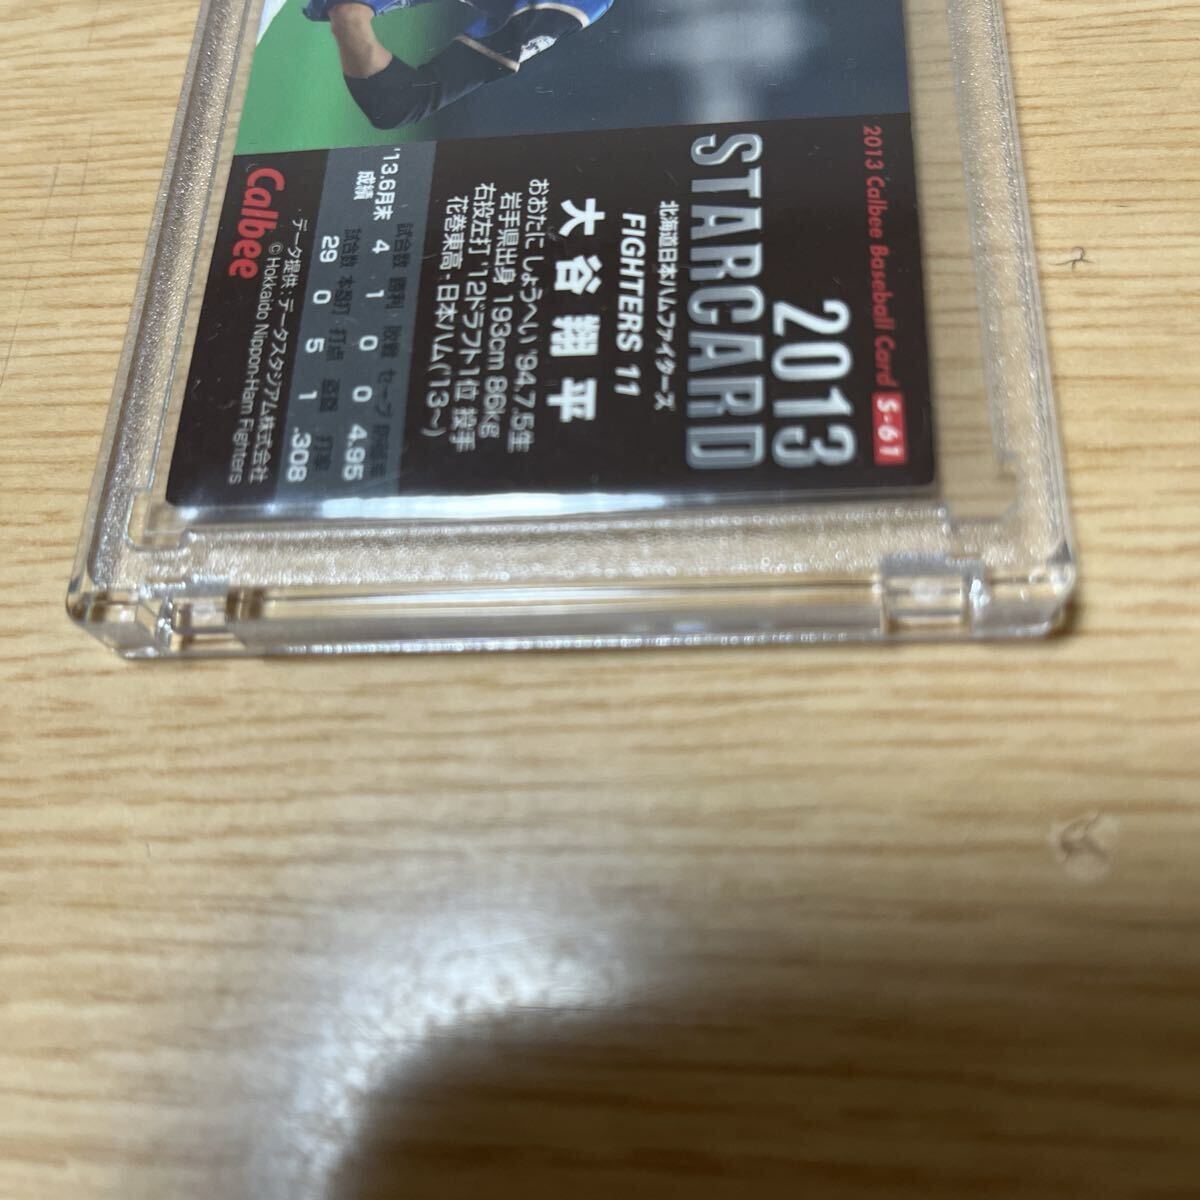 2013 Calbee Baseball Card S-61
2013
STARCARD
北海道日本ハムファイターズ
FIGHTERS 11
大谷翔平
おおたに しょうへい '94.7.5生
岩手県出身 193cm 86kg
右投左打 '12ドラフト1位 投手
花巻東高：日本ハム('13〜)
'13.6月末
成績
試合数 勝利 敗戦 セーブ 防御率
4 1 0 0 4.95
試合数 本塁打 打点 盗塁 打率
29 0 5 1 .308
Calbee
データ提供：データスタジアム株式会社
© Hokkaido Nippon-Ham Fighters